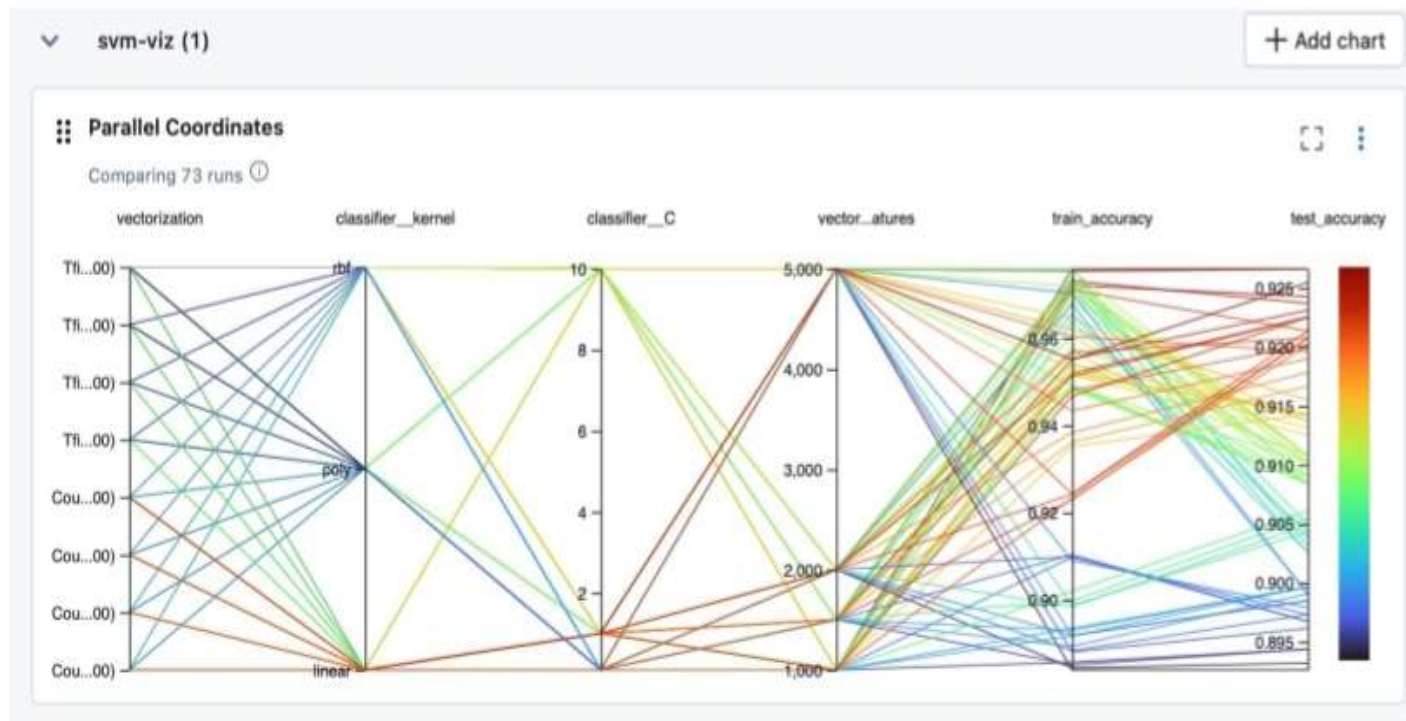 svm-viz (1)
+ Add chart
Parallel Coordinates
Comparing 73 runs
vectorization classifier__kernel classifier__C vector...atures train_accuracy test_accuracy
Tfi...00)
Tfi...00)
Tfi...00)
Tfi...00)
Cou...00)
Cou...00)
Cou...00)
Cou...00)
rbf
poly
linear
10
8
6
4
2
5,000
4,000
3,000
2,000
1,000
0.96
0.94
0.92
0.90
0.925
0.920
0.915
0.910
0.905
0.900
0.895